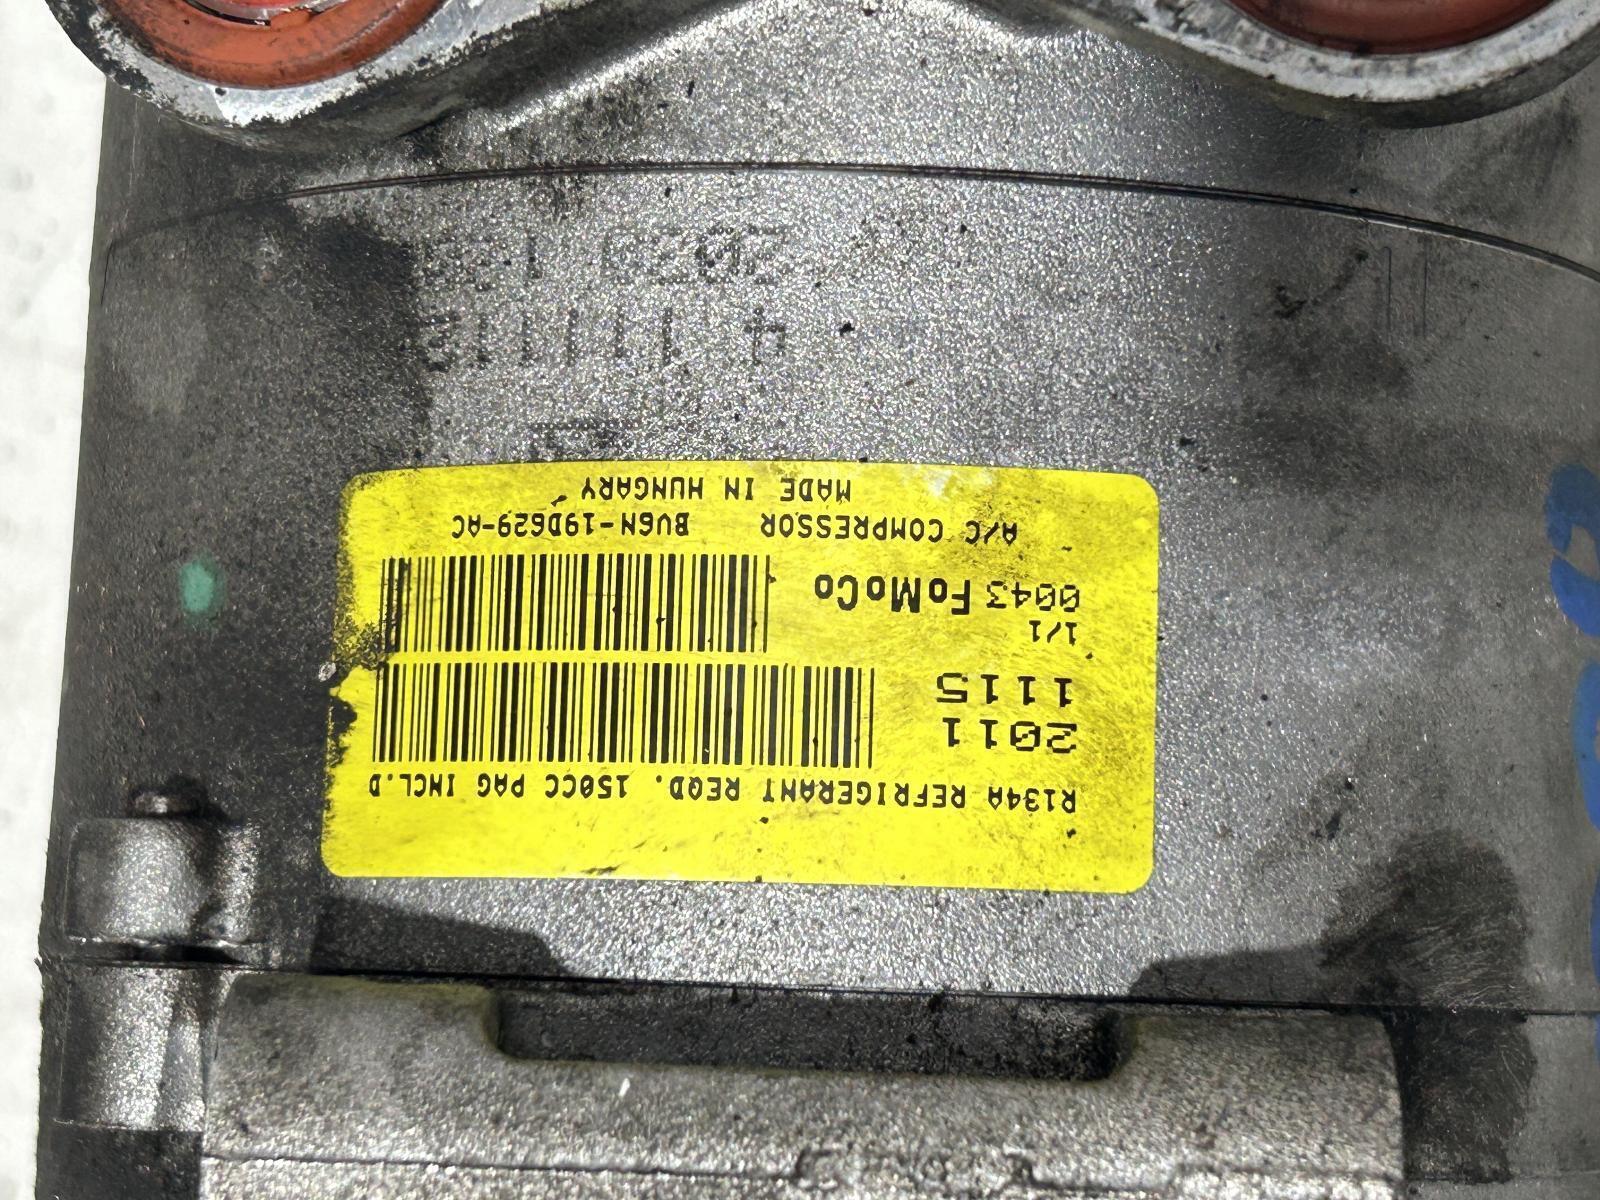 R134A REFRIGERANT REQD. 150CC PAG INCL.D
2011
1115
1/1
0043 FoMoCo
A/C COMPRESSOR BV6N-19D629-AC
MADE IN HUNGARY